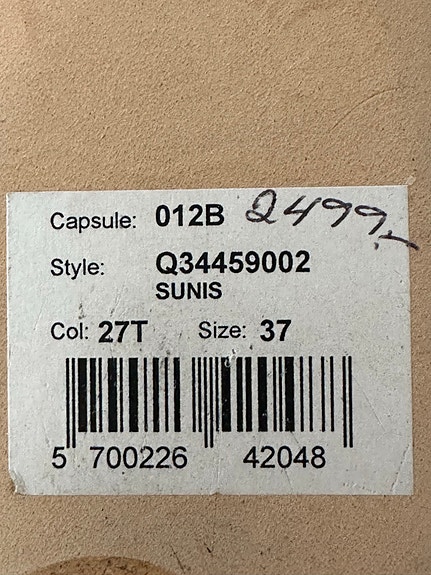 Capsule: 012B 2499,-
Style: Q34459002
SUNIS
Col: 27T Size: 37
5 700226 42048